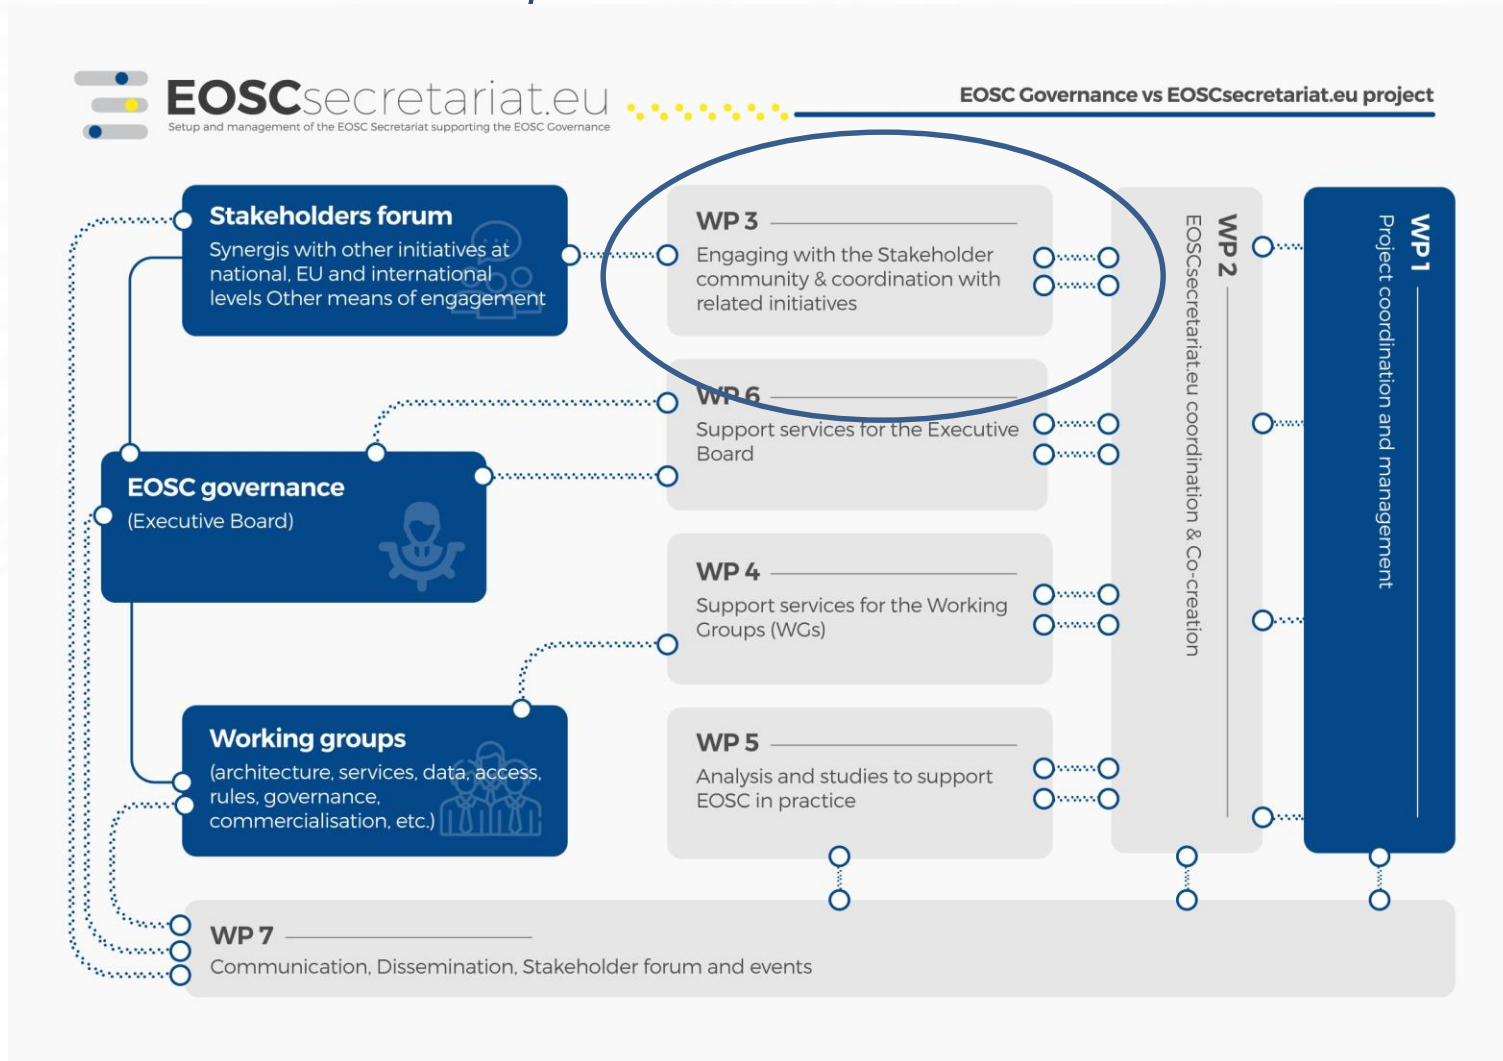 EOSCsecretariat.eu
Setup and management of the EOSC Secretariat supporting the EOSC Governance
EOSC Governance vs EOSCsecretariat.eu project
Stakeholders forum
Synergis with other initiatives at
national, EU and international
levels Other means of engagement
WP 3
Engaging with the Stakeholder
community & coordination with
related initiatives
WP 6
Support services for the Executive
Board
EOSC governance
(Executive Board)
WP 4
Support services for the Working
Groups (WGs)
Working groups
(architecture, services, data, access,
rules, governance,
commercialisation, etc.)
WP 5
Analysis and studies to support
EOSC in practice
WP 2
EOSCsecretariat.eu coordination & Co-creation
WP 1
Project coordination and management
WP 7
Communication, Dissemination, Stakeholder forum and events